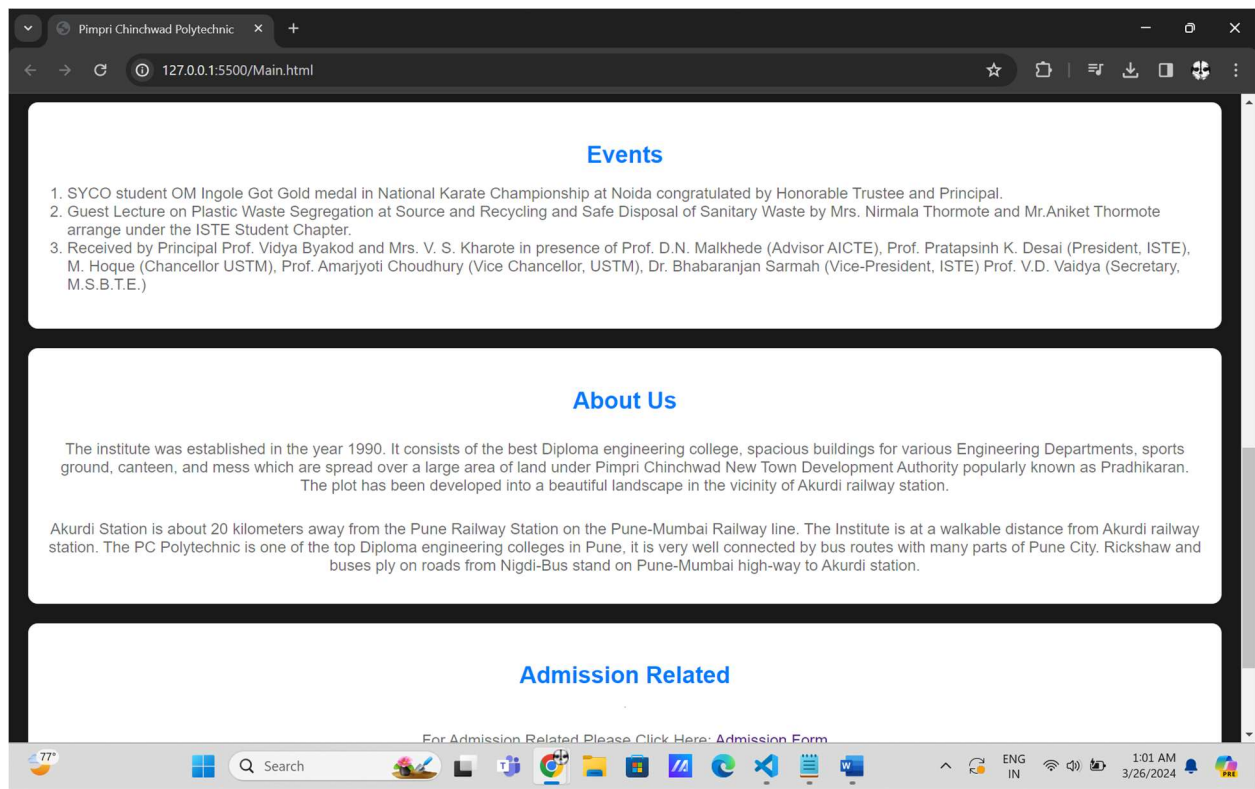 Pimpri Chinchwad Polytechnic
127.0.0.1:5500/Main.html
Events
1. SYCO student OM Ingole Got Gold medal in National Karate Championship at Noida congratulated by Honorable Trustee and Principal.
2. Guest Lecture on Plastic Waste Segregation at Source and Recycling and Safe Disposal of Sanitary Waste by Mrs. Nirmala Thormote and Mr.Aniket Thormote
arrange under the ISTE Student Chapter.
3. Received by Principal Prof. Vidya Byakod and Mrs. V. S. Kharote in presence of Prof. D.N. Malkhede (Advisor AICTE), Prof. Pratapsinh K. Desai (President, ISTE),
M. Hoque (Chancellor USTM), Prof. Amarjyoti Choudhury (Vice Chancellor, USTM), Dr. Bhabaranjan Sarmah (Vice-President, ISTE) Prof. V.D. Vaidya (Secretary,
M.S.B.T.E.)
About Us
The institute was established in the year 1990. It consists of the best Diploma engineering college, spacious buildings for various Engineering Departments, sports
ground, canteen, and mess which are spread over a large area of land under Pimpri Chinchwad New Town Development Authority popularly known as Pradhikaran.
The plot has been developed into a beautiful landscape in the vicinity of Akurdi railway station.
Akurdi Station is about 20 kilometers away from the Pune Railway Station on the Pune-Mumbai Railway line. The Institute is at a walkable distance from Akurdi railway
station. The PC Polytechnic is one of the top Diploma engineering colleges in Pune, it is very well connected by bus routes with many parts of Pune City. Rickshaw and
buses ply on roads from Nigdi-Bus stand on Pune-Mumbai high-way to Akurdi station.
Admission Related
For Admission Related Please Click Here: Admission Form
77°
Search
ENG
IN
1:01 AM
3/26/2024
PRE